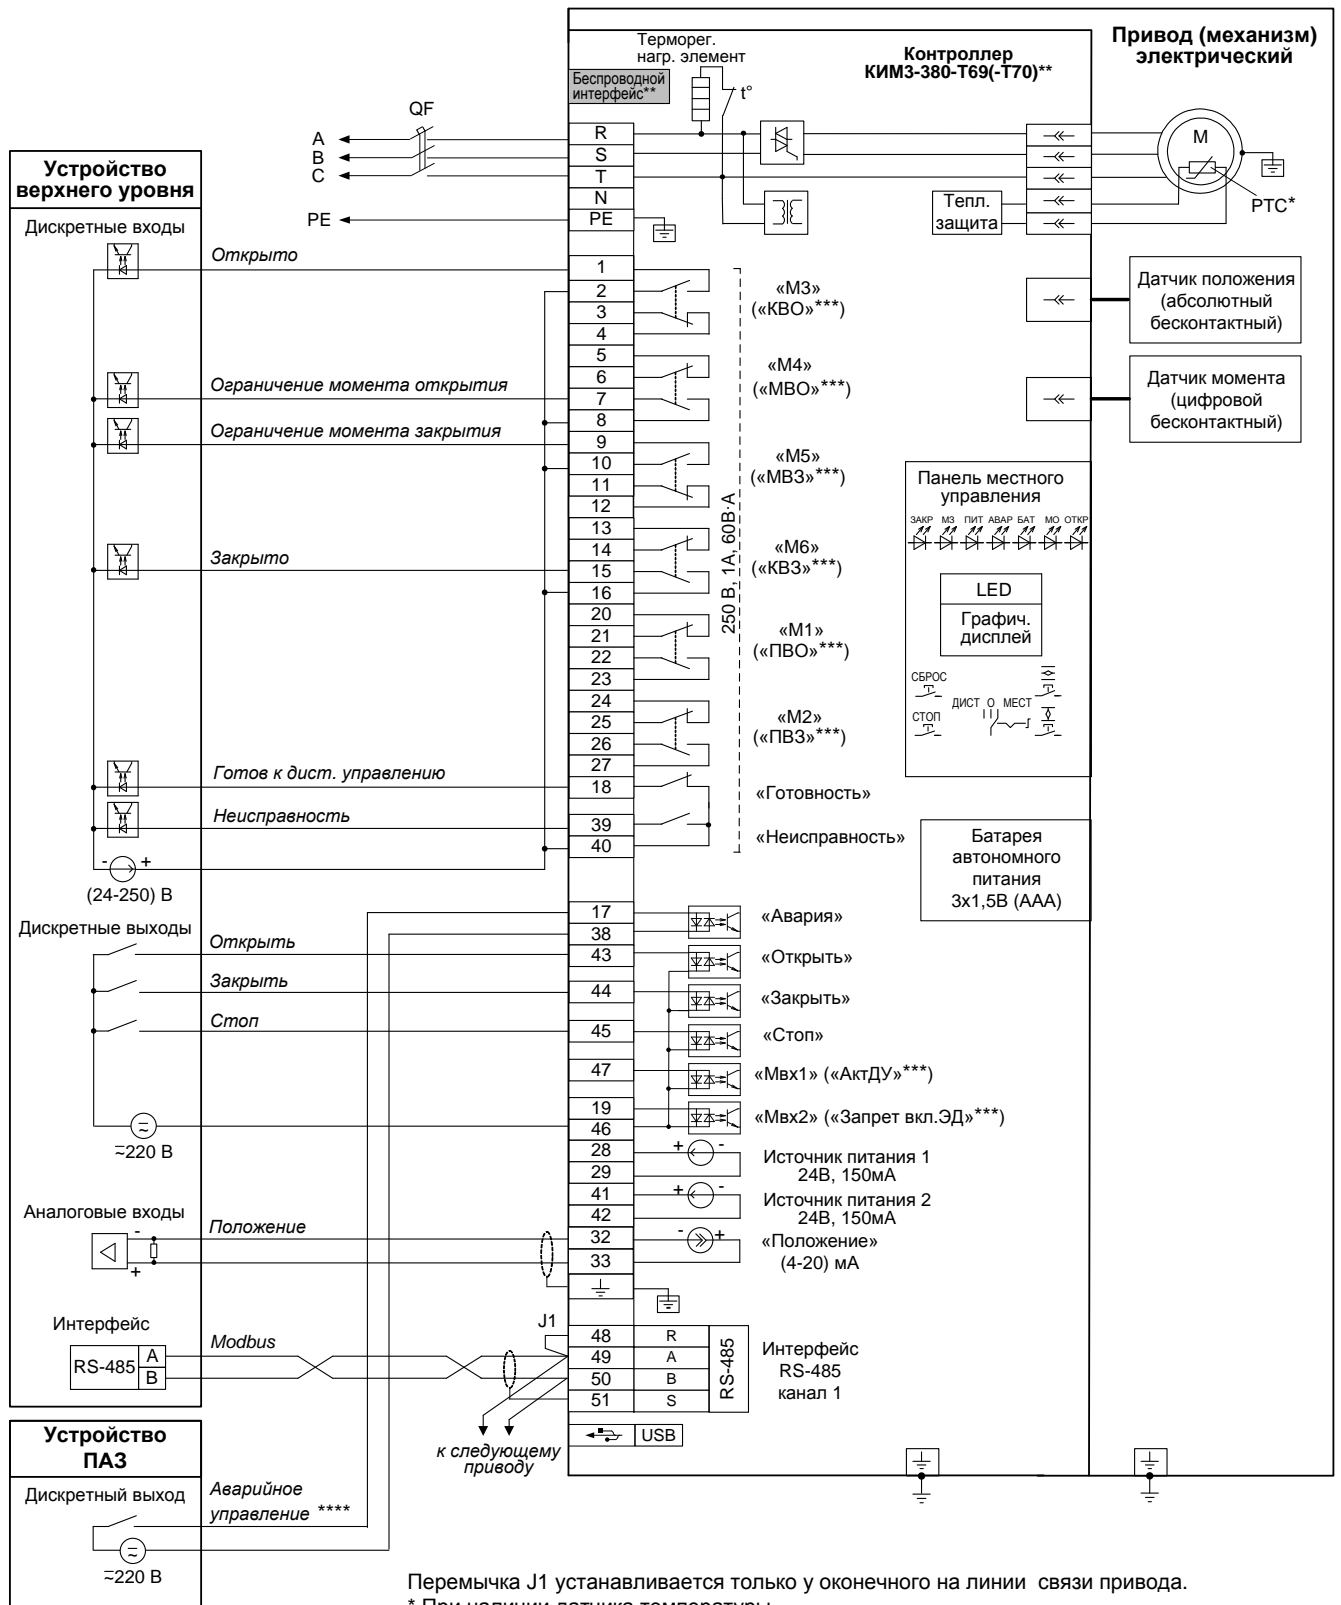 Привод (механизм)
электрический
Контроллер
КИМ3-380-Т69(-Т70)**
Терморег.
нагр. элемент
t°
Беспроводной
интерфейс**
QF
A
B
C
PE
R
S
T
N
PE
Тепл.
защита
M
PTC*
Устройство
верхнего уровня
Дискретные входы
Открыто
Ограничение момента открытия
Ограничение момента закрытия
Закрыто
Готов к дист. управлению
Неисправность
- +
(24-250) В
1
2
3
4
5
6
7
8
9
10
11
12
13
14
15
16
20
21
22
23
24
25
26
27
18
39
40
250 В, 1А, 60В·А
«М3»
(«КВО»***)
«М4»
(«МВО»***)
«М5»
(«МВЗ»***)
«М6»
(«КВЗ»***)
«М1»
(«ПВО»***)
«М2»
(«ПВЗ»***)
«Готовность»
«Неисправность»
Датчик положения
(абсолютный
бесконтактный)
Датчик момента
(цифровой
бесконтактный)
Панель местного
управления
ЗАКР МЗ ПИТ АВАР БАТ МО ОТКР
LED
Графич.
дисплей
СБРОС
СТОП
ДИСТ О МЕСТ
Батарея
автономного
питания
3х1,5В (ААА)
Дискретные выходы
Открыть
Закрыть
Стоп
≂220 В
17
38
43
44
45
47
19
46
28
29
41
42
32
33
«Авария»
«Открыть»
«Закрыть»
«Стоп»
«Мвх1» («АктДУ»***)
«Мвх2» («Запрет вкл.ЭД»***)
+ -
Источник питания 1
24В, 150мА
+ -
Источник питания 2
24В, 150мА
- +
«Положение»
(4-20) мА
Аналоговые входы
Положение
-
+
Интерфейс
RS-485
A
B
Modbus
J1
48 R
49 A
50 B
51 S
RS-485
Интерфейс
RS-485
канал 1
USB
к следующему
приводу
Устройство
ПАЗ
Дискретный выход
Аварийное
управление ****
≂220 В
Перемычка J1 устанавливается только у оконечного на линии связи привода.
* При наличии датчика температуры